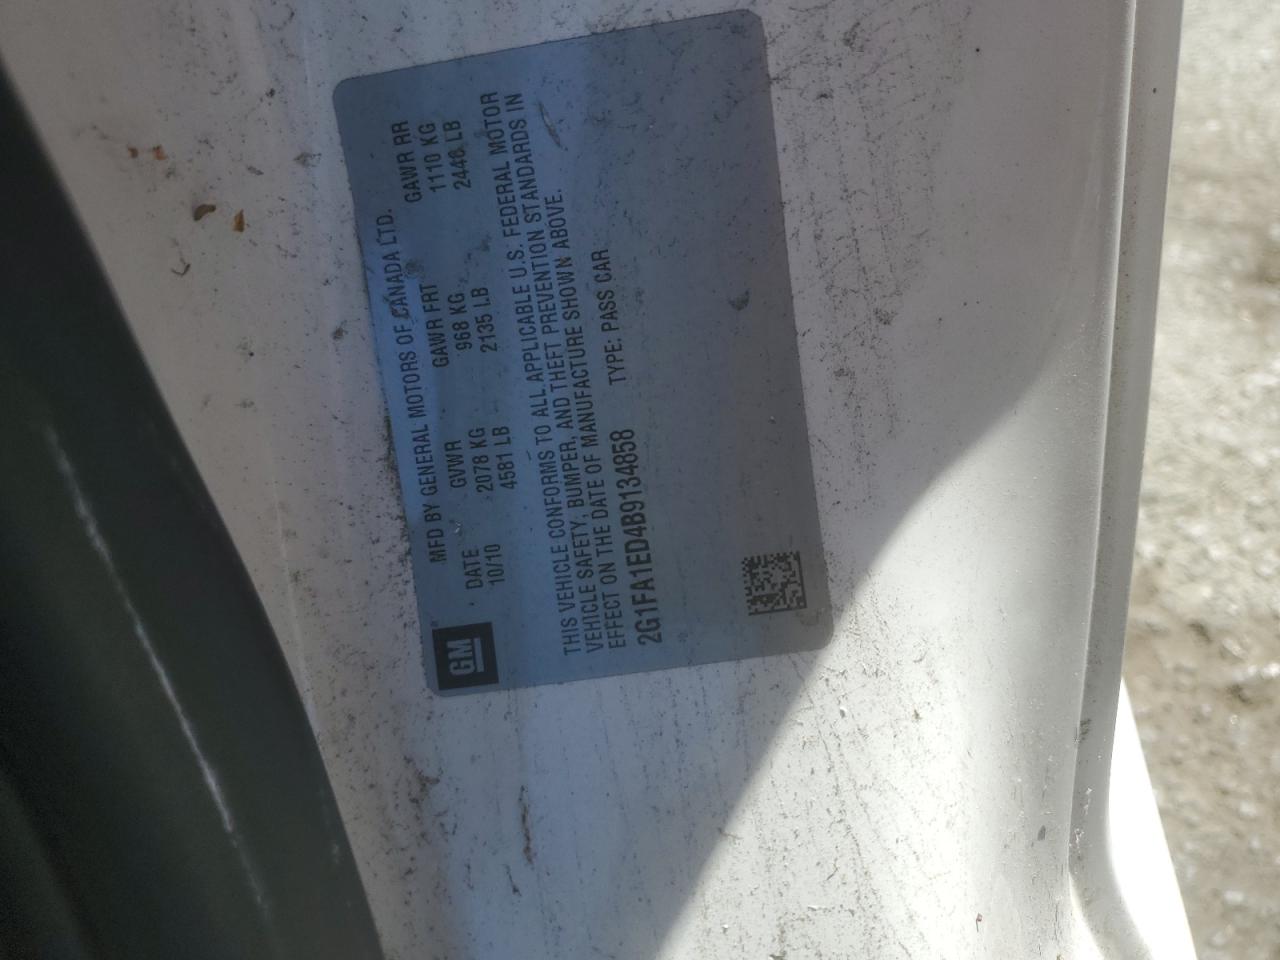 GM
MFD BY GENERAL MOTORS OF CANADA LTD.
DATE GVWR GAWR FRT GAWR RR
10/10 2078 KG 968 KG 1110 KG
4581 LB 2135 LB 2446 LB
THIS VEHICLE CONFORMS TO ALL APPLICABLE U.S. FEDERAL MOTOR
VEHICLE SAFETY, BUMPER, AND THEFT PREVENTION STANDARDS IN
EFFECT ON THE DATE OF MANUFACTURE SHOWN ABOVE.
2G1FA1ED4B9134858 TYPE: PASS CAR